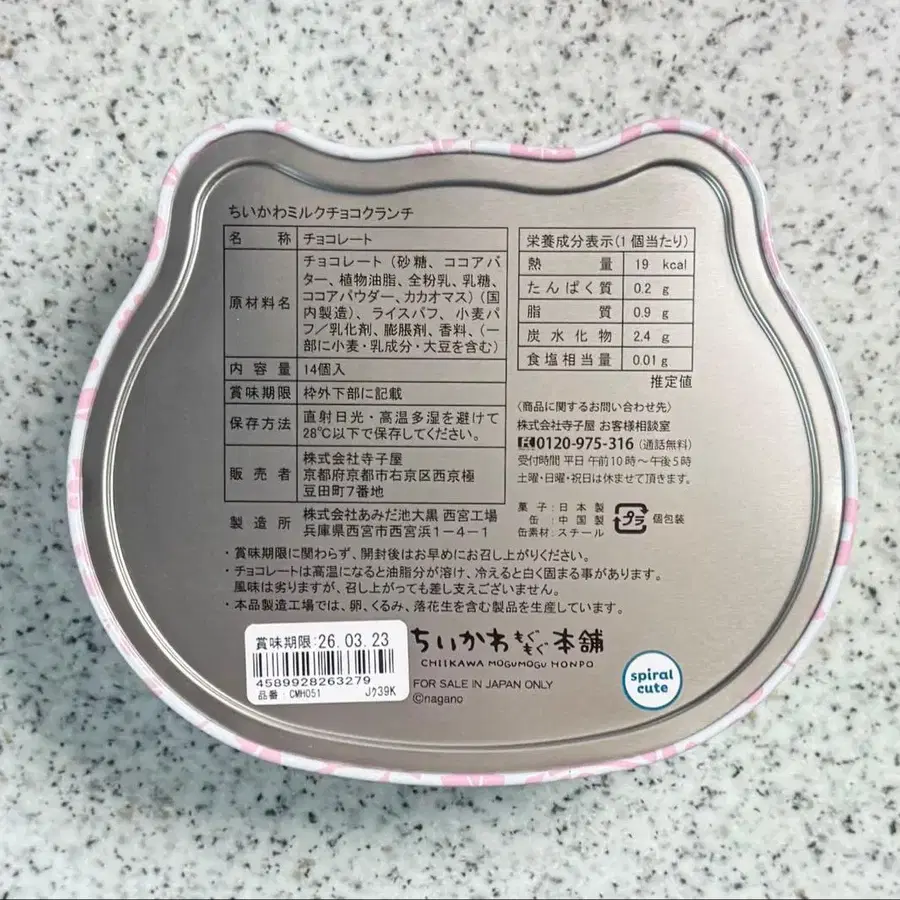 ちいかわミルクチョコクランチ
名称 チョコレート
原材料名 チョコレート（砂糖、ココアバ
ター、植物油脂、全粉乳、乳糖、
ココアパウダー、カカオマス）（国
内製造）、ライスパフ、小麦パ
フ／乳化剤、膨脹剤、香料、（一
部に小麦・乳成分・大豆を含む）
内容量 14個入
賞味期限 枠外下部に記載
保存方法 直射日光・高温多湿を避けて
28℃以下で保存してください。
販売者 株式会社寺子屋
京都府京都市右京区西京極
豆田町7番地
製造所 株式会社あみだ池大黒 西宮工場
兵庫県西宮市西宮浜1-4-1
栄養成分表示(1個当たり)
熱量 19 kcal
たんぱく質 0.2 g
脂質 0.9 g
炭水化物 2.4 g
食塩相当量 0.01 g
推定値
〈商品に関するお問い合わせ先〉
株式会社寺子屋 お客様相談室
0120-975-316 (通話無料)
受付時間 平日 午前10時～午後5時
土曜・日曜・祝日は休ませて頂きます。
菓子：日本製
缶：中国製
缶素材：スチール
プラ 個包装
・賞味期限に関わらず、開封後はお早めにお召し上がりください。
・チョコレートは高温になると油脂分が溶け、冷えると白く固まる事があります。
風味は劣りますが、召し上がっても差し支えございません。
・本品製造工場では、卵、くるみ、落花生を含む製品を生産しています。
賞味期限:26.03.23
4589928263279
品番：CMH051 Jク39K
ちいかわもぐもぐ本舗
CHIIKAWA MOGUMOGU HONPO
FOR SALE IN JAPAN ONLY
©nagano
spiral
cute